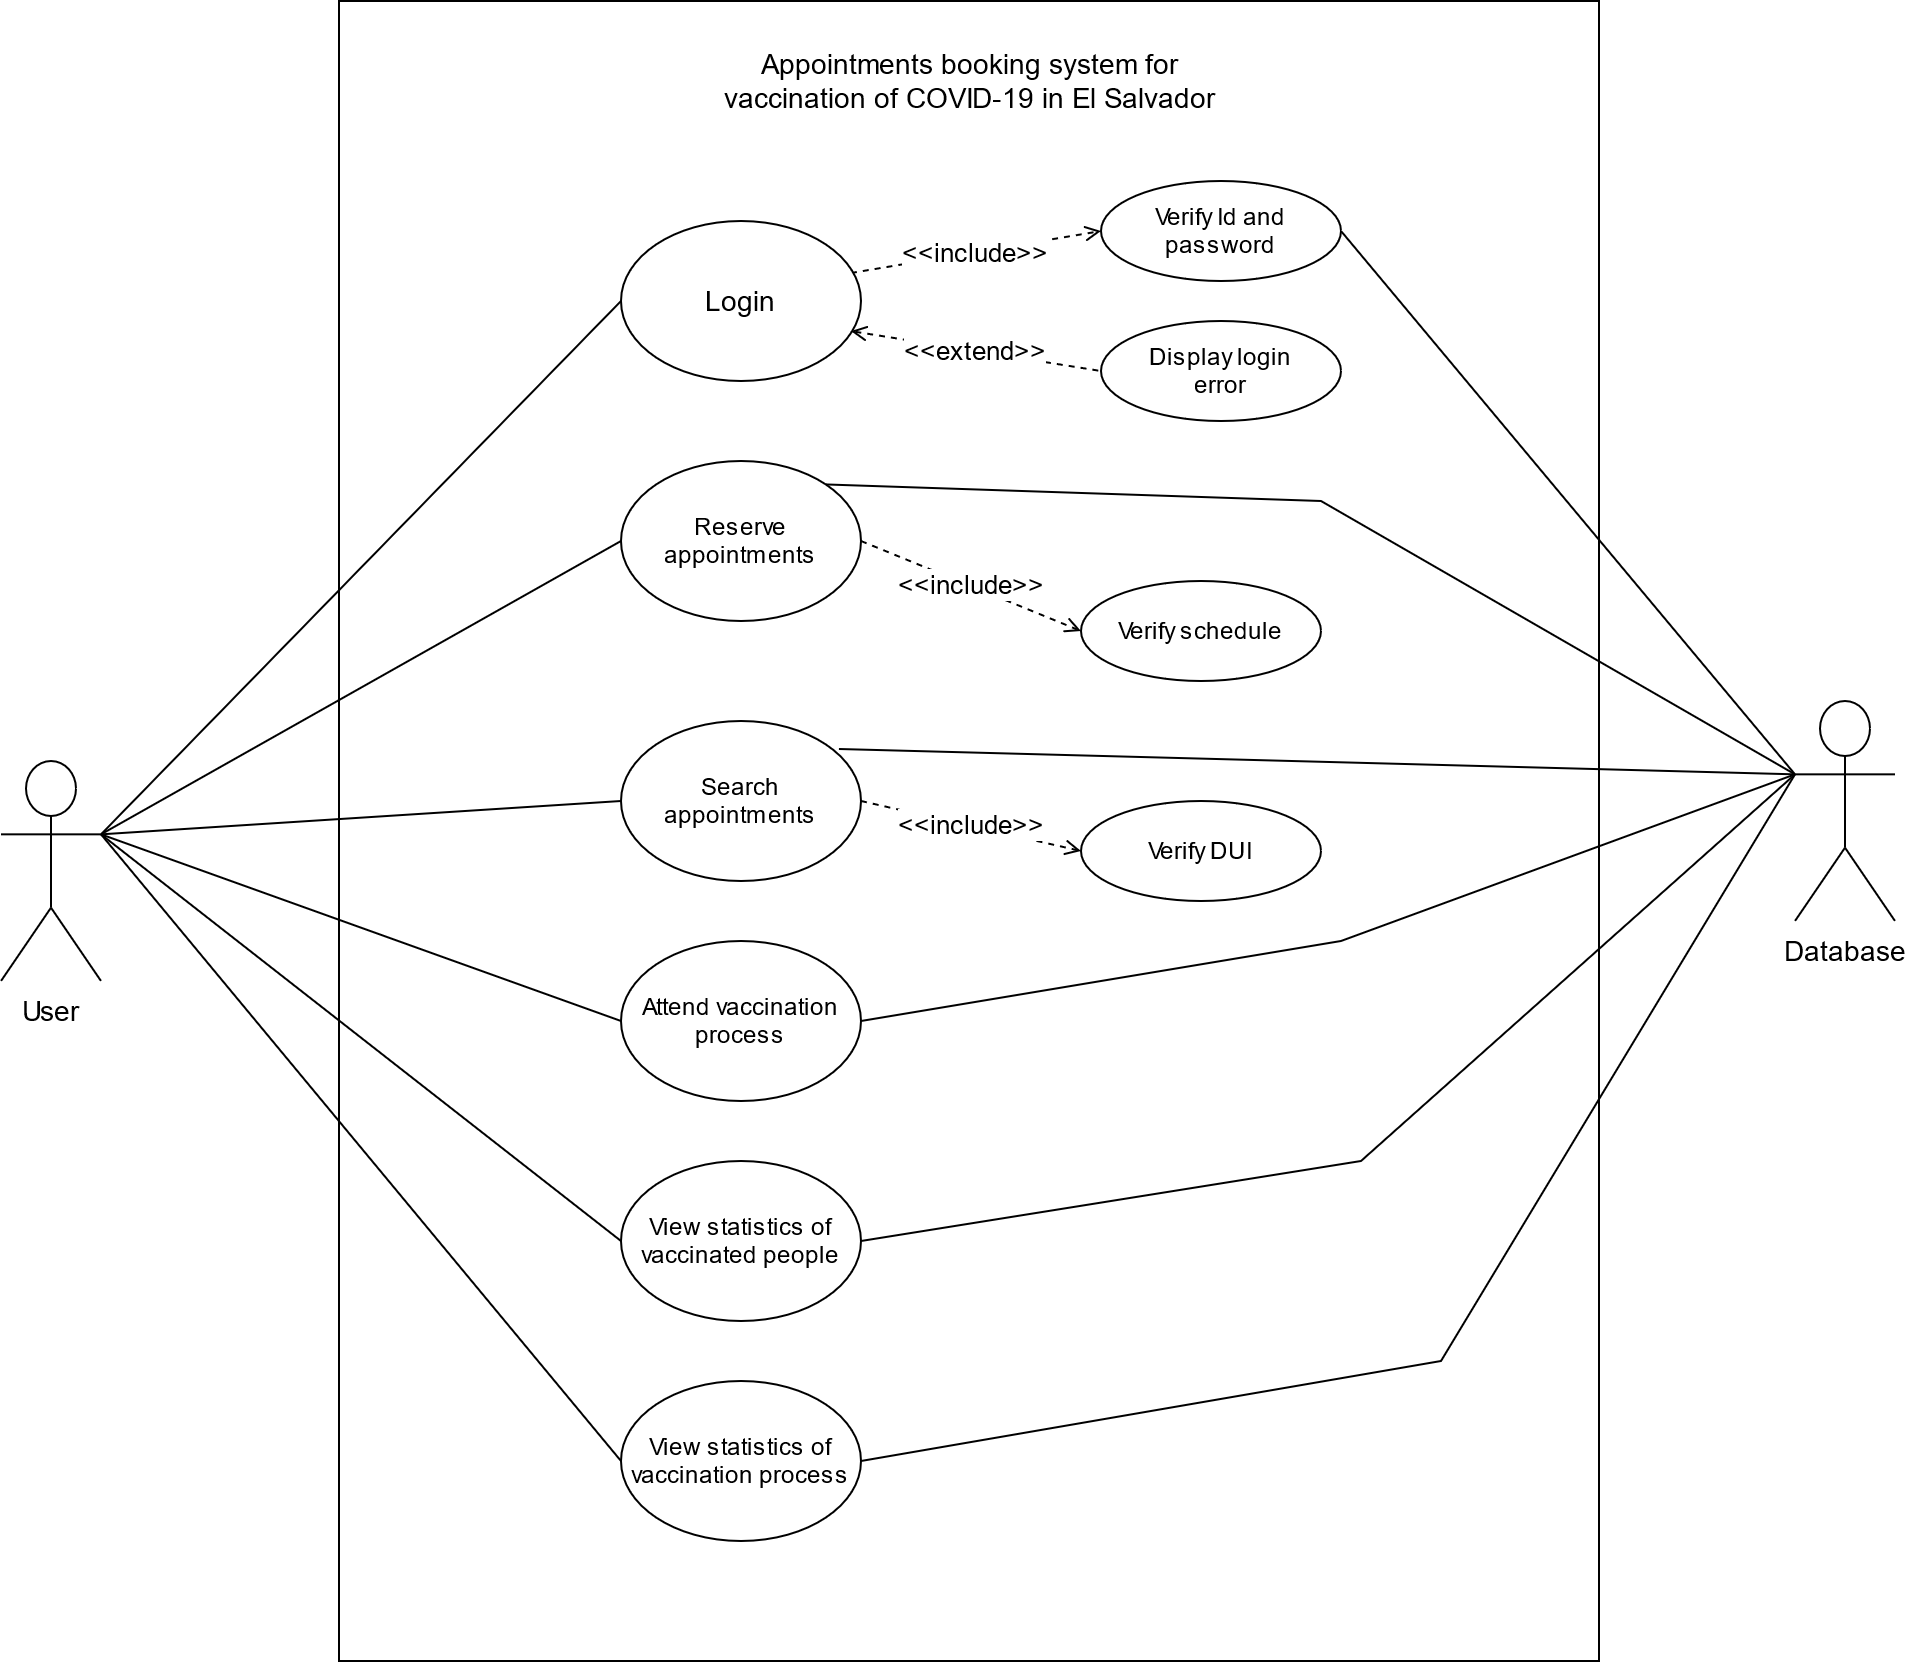 Appointments booking system for
vaccination of COVID-19 in El Salvador
Login
<<include>>
Verify Id and
password
<<extend>>
Display login
error
Reserve
appointments
<<include>>
Verify schedule
Search
appointments
<<include>>
Verify DUI
User
Database
Attend vaccination
process
View statistics of
vaccinated people
View statistics of
vaccination process